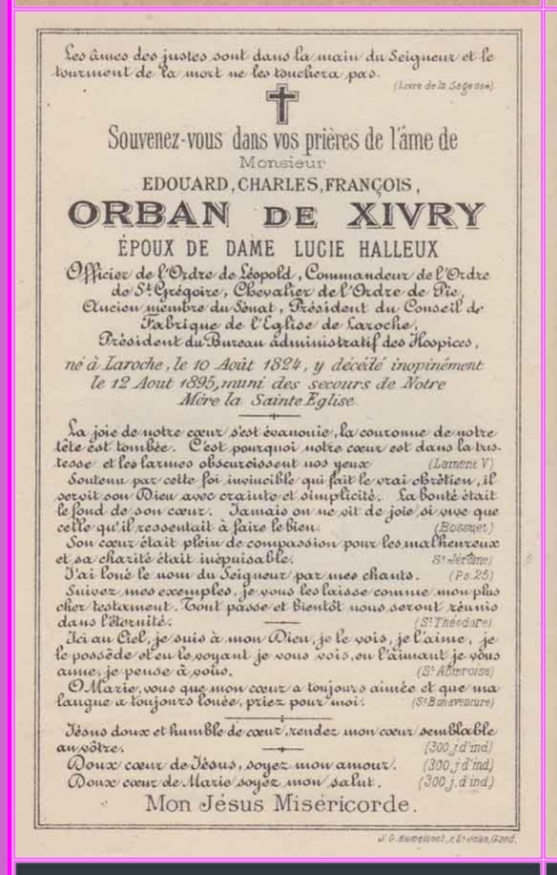 Les âmes des justes sont dans la main du Seigneur et le
tourment de la mort ne les touchera pas.
(Livre de la Sagesse)
Souvenez-vous dans vos prières de l'âme de
Monsieur
EDOUARD, CHARLES, FRANÇOIS,
ORBAN DE XIVRY
ÉPOUX DE DAME LUCIE HALLEUX
Officier de l'Ordre de Léopold, Commandeur de l'Ordre
de St Grégoire, Chevalier de l'Ordre de Pie,
Ancien membre du Sénat, Président du Conseil de
Fabrique de l'Eglise de Laroche,
Président du Bureau administratif des Hospices,
né à Laroche, le 10 Août 1824, y décédé inopinément
le 12 Aout 1895, muni des secours de Notre
Mère la Sainte Eglise
La joie de notre cœur s'est évanouie, la couronne de notre
tête est tombée. C'est pourquoi notre cœur est dans la tris-
tesse et les larmes obscurcissent nos yeux (Lament V)
Soutenu par cette foi invincible qui fait le vrai chrétien, il
servit son Dieu avec crainte et simplicité. La bonté était
le fond de son cœur. Jamais on ne vit de joie si vive que
celle qu'il ressentait à faire le bien. (Bossuet)
Son cœur était plein de compassion pour les malheureux
et sa charité était inépuisable. St Jérôme)
J'ai loué le nom du Seigneur par mes chants. (Ps. 25)
Suivez mes exemples, je vous les laisse comme mon plus
cher testament. Tout passe et bientôt nous seront réunis
dans l'éternité. (St Théodore)
Ici au Ciel, je suis à mon Dieu, je le vois, je l'aime, je
le possède et en le voyant je vous vois, en l'aimant je vous
aime, je pense à vous. (St Ambroise)
O Marie, vous que mon cœur a toujours aimée et que ma
langue a toujours louée, priez pour moi. (St Bonaventure)
Jésus doux et humble de cœur, rendez mon cœur semblable
au vôtre. (300 j. d'ind)
Doux cœur de Jésus, soyez mon amour. (300 j d'ind)
Doux cœur de Marie soyez mon salut. (300 j. d'ind)
Mon Jésus Miséricorde.
St-Jean, Gand.